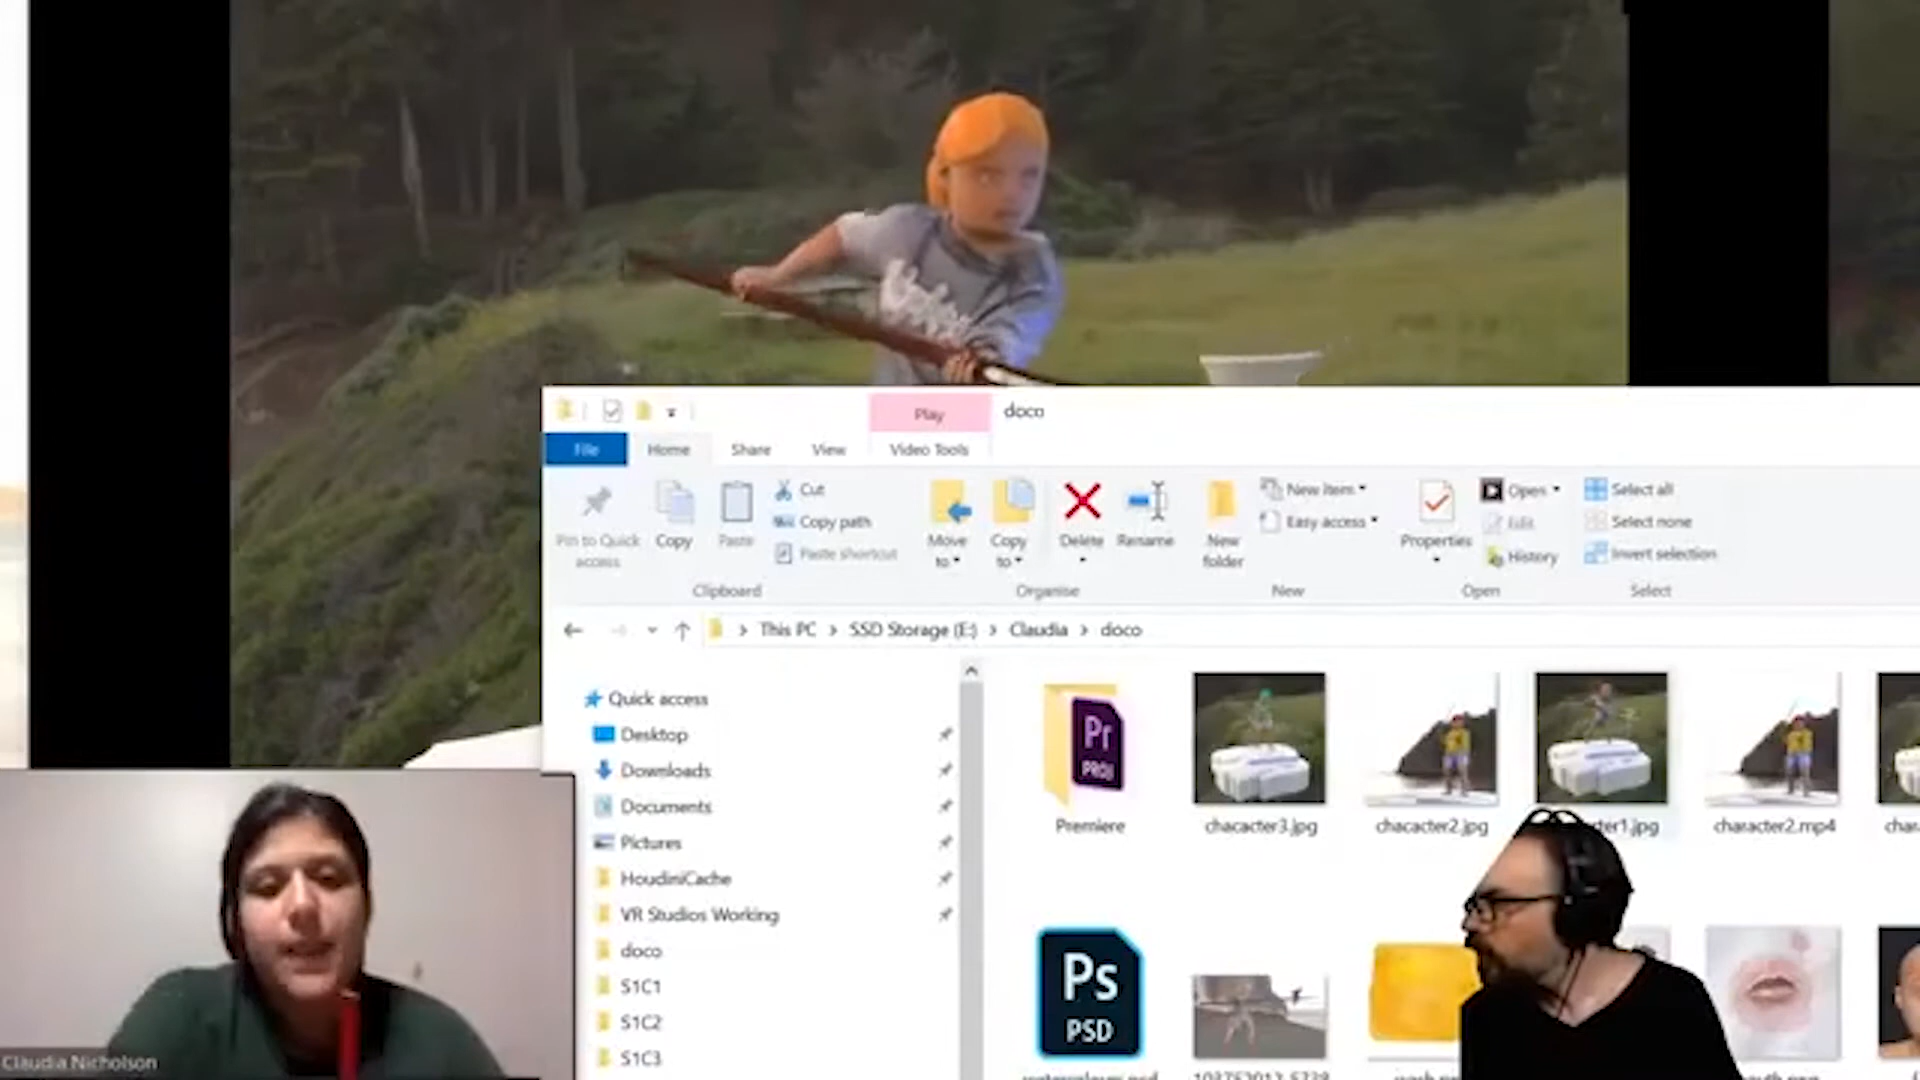 Play
doco
File
Home
Share
View
Video Tools
Pin to Quick
access
Copy
Paste
Cut
Copy path
Paste shortcut
Move
to
Copy
to
Delete
Rename
New
folder
New item
Easy access
Properties
Open
Edit
History
Select all
Select none
Invert selection
Clipboard
Organise
New
Open
Select
This PC > SSD Storage (E:) > Claudia > doco
Quick access
Desktop
Downloads
Documents
Pictures
HoudiniCache
VR Studios Working
doco
S1C1
S1C2
S1C3
Pr
PROJ
Premiere
chacacter3.jpg
chacacter2.jpg
cter1.jpg
character2.mp4
char
Ps
PSD
Claudia Nicholson